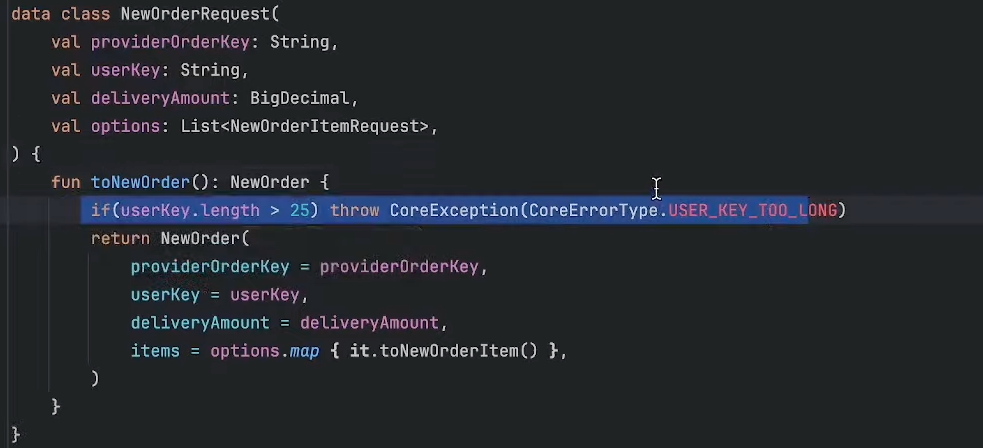 data class NewOrderRequest(
    val providerOrderKey: String,
    val userKey: String,
    val deliveryAmount: BigDecimal,
    val options: List<NewOrderItemRequest>,
) {
    fun toNewOrder(): NewOrder {
        if(userKey.length > 25) throw CoreException(CoreErrorType.USER_KEY_TOO_LONG)
        return NewOrder(
            providerOrderKey = providerOrderKey,
            userKey = userKey,
            deliveryAmount = deliveryAmount,
            items = options.map { it.toNewOrderItem() },
        )
    }
}